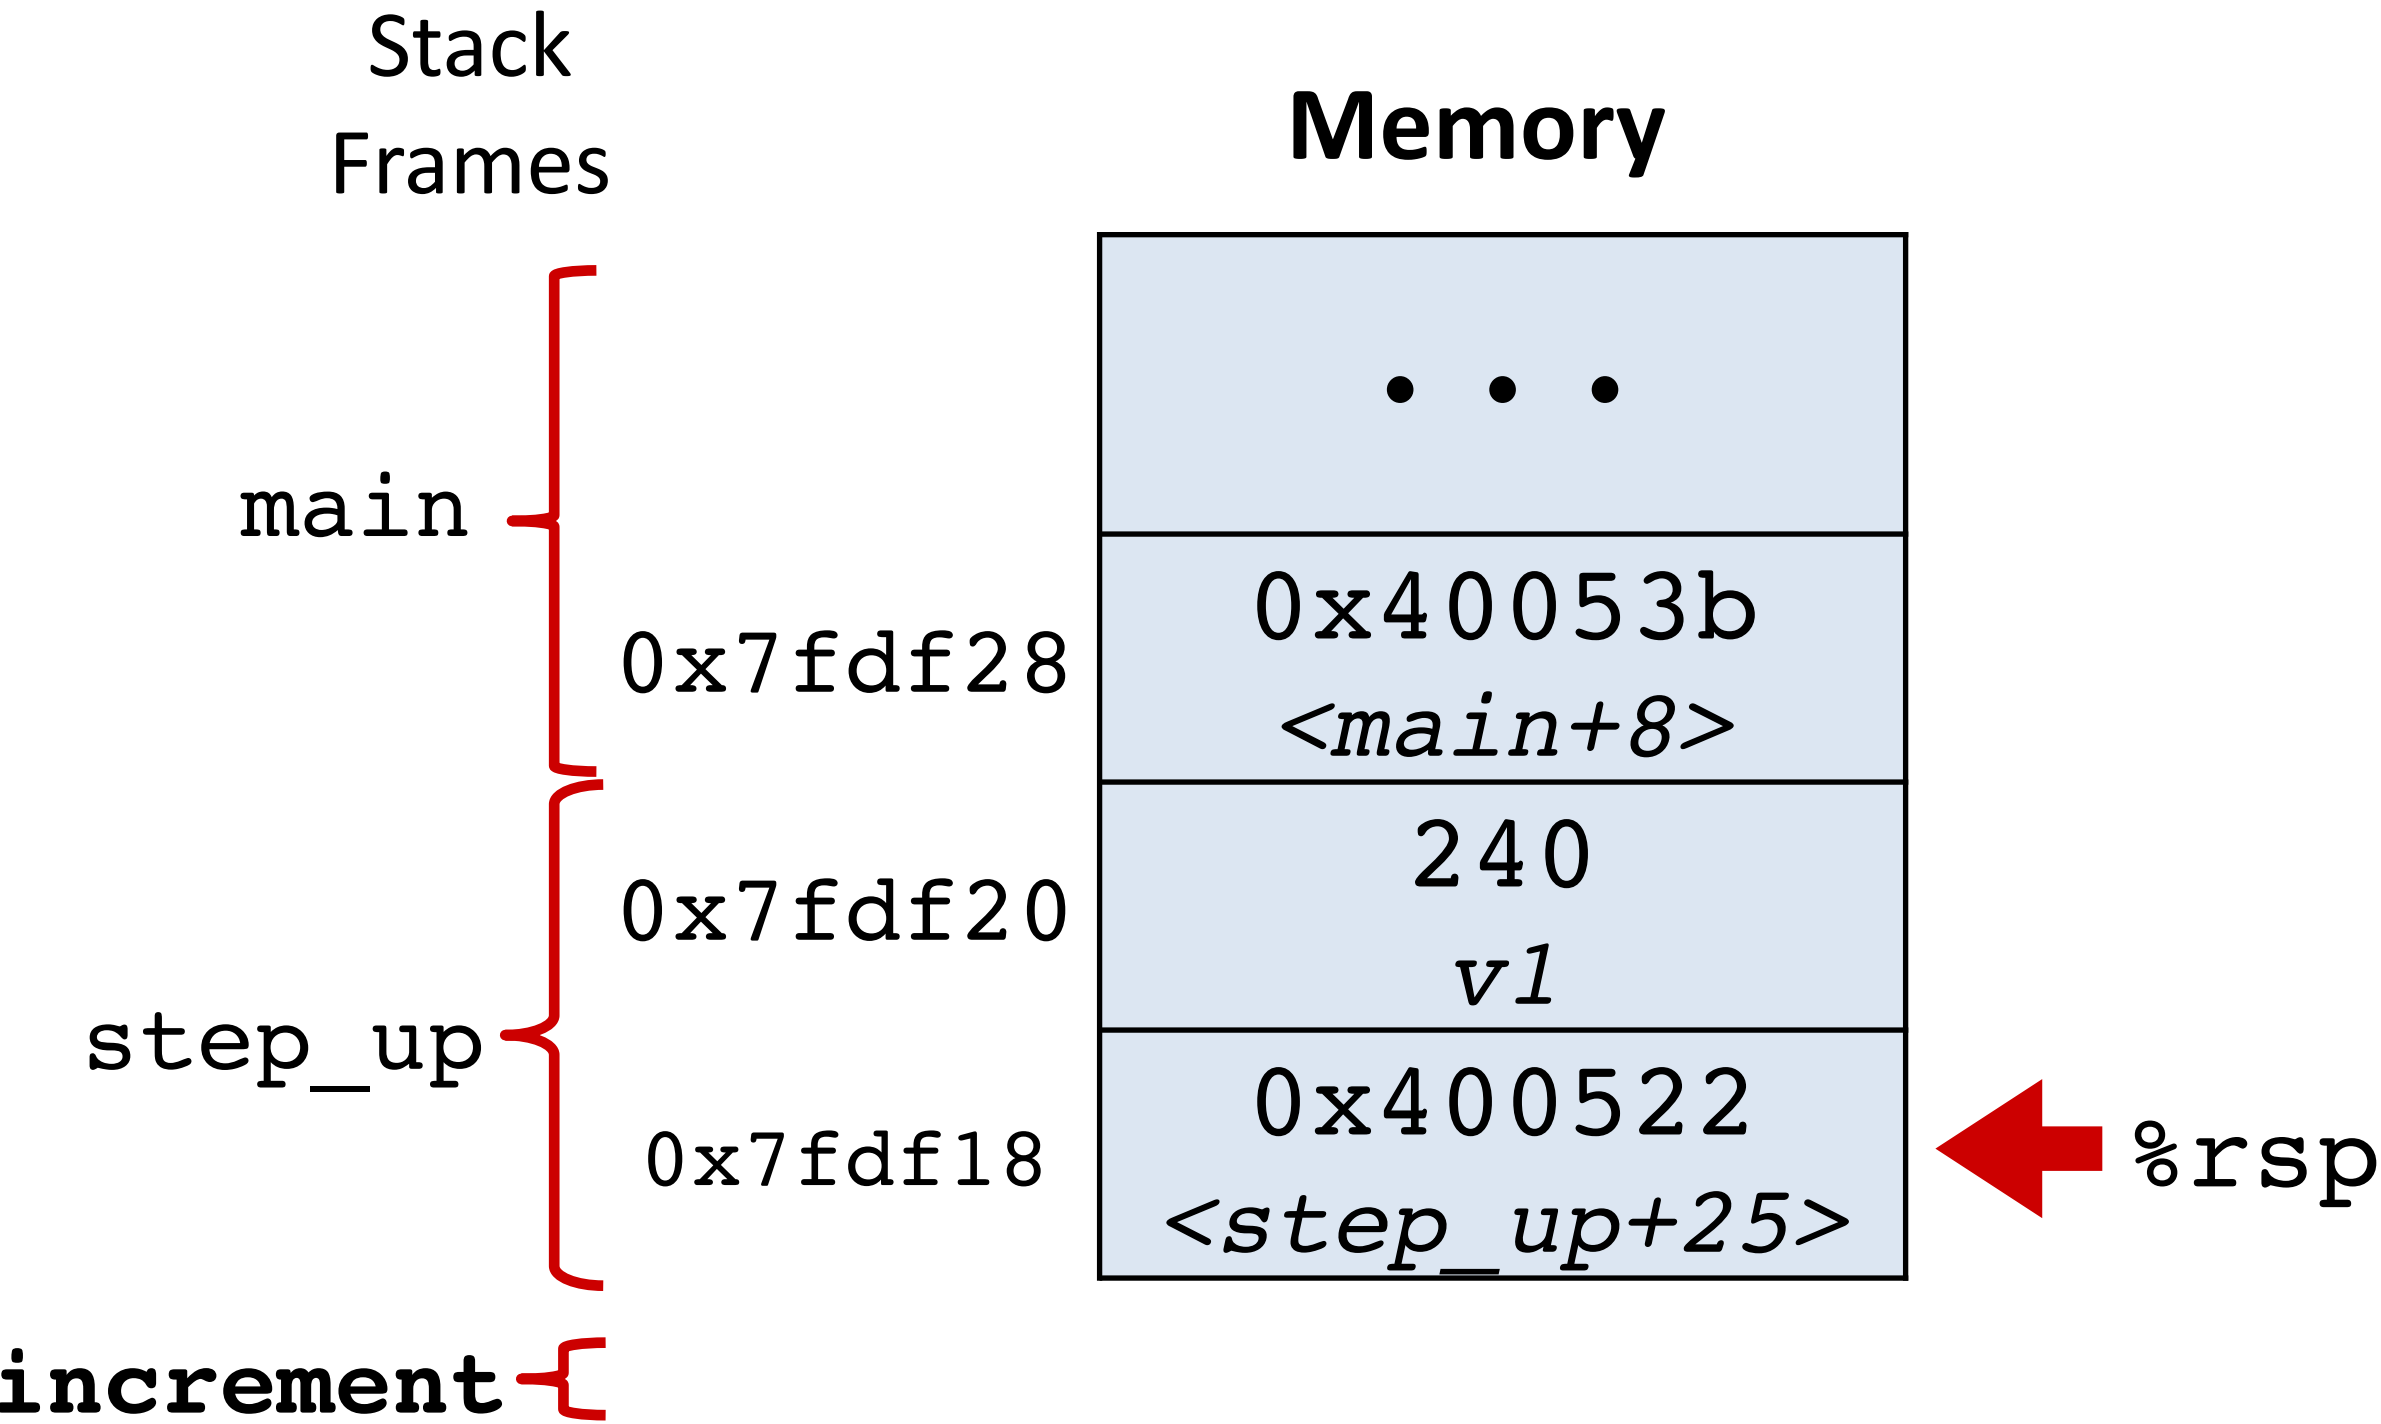 Stack
Frames
Memory
• • •
main
0x7fdf28
0x40053b
<main+8>
0x7fdf20
240
v1
step_up
0x7fdf18
0x400522
<step_up+25>
%rsp
increment